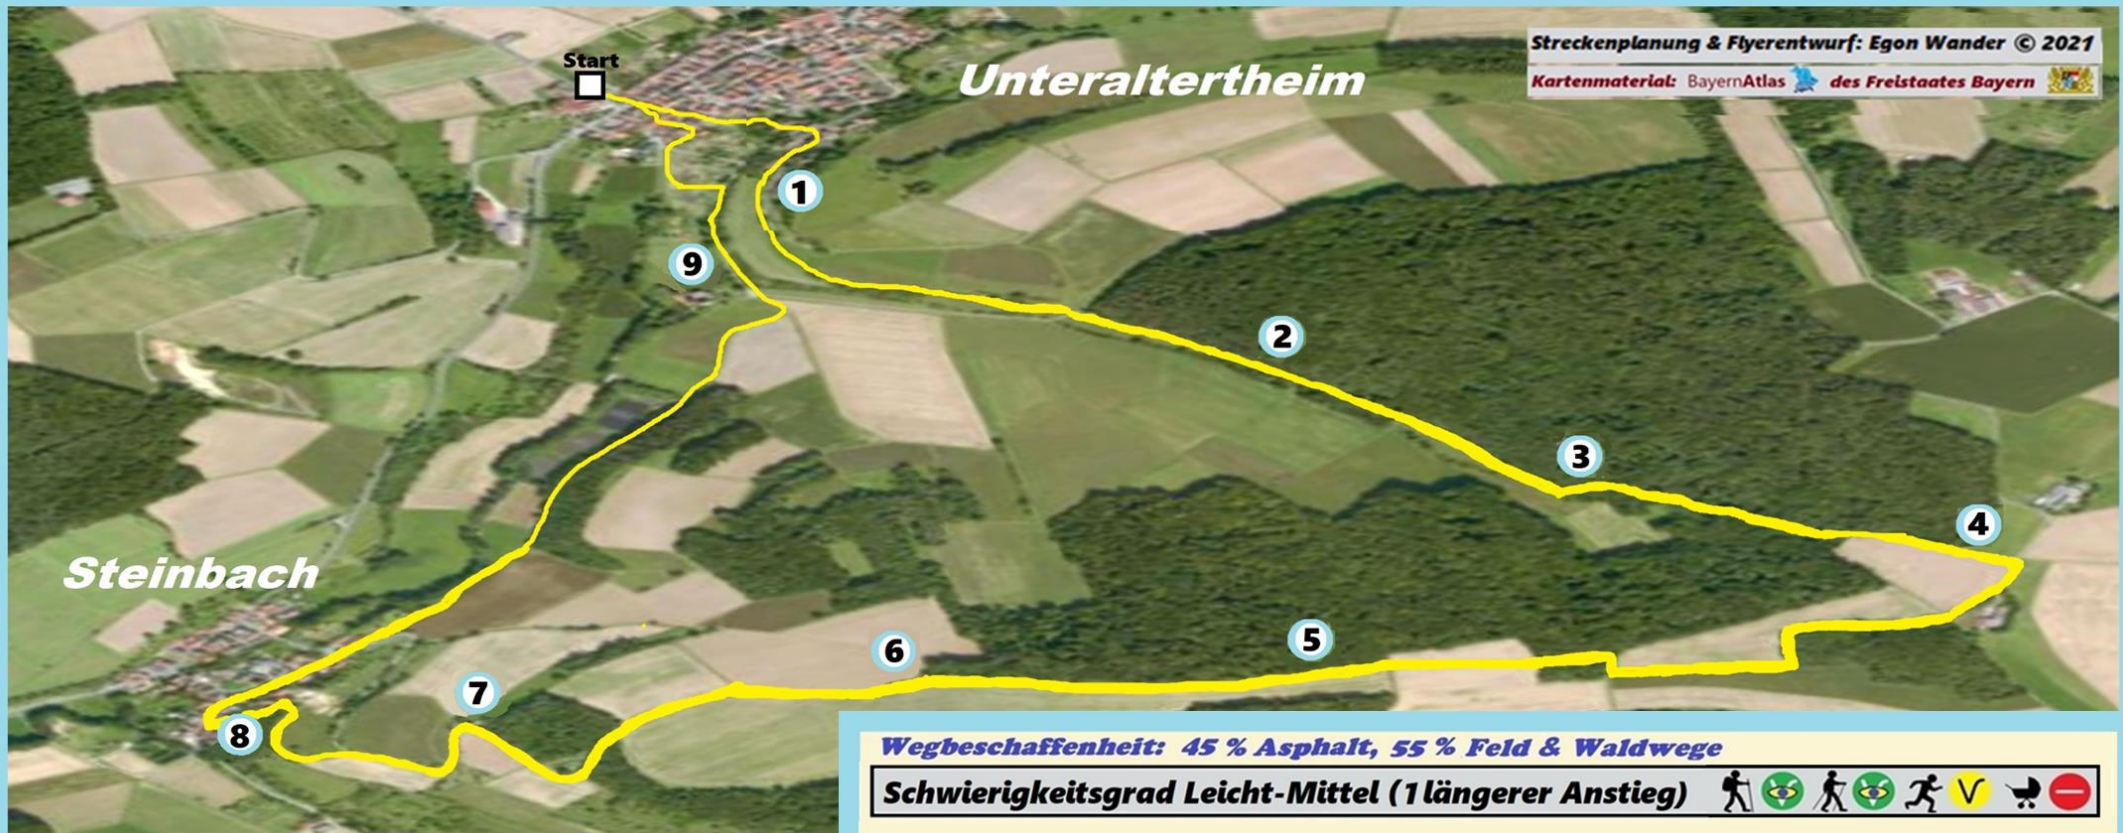 Start
Unteraltertheim
Streckenplanung & Flyerentwurf: Egon Wander © 2021
Kartenmaterial: BayernAtlas des Freistaates Bayern
1
9
2
3
4
Steinbach
5
6
7
8
Wegbeschaffenheit: 45 % Asphalt, 55 % Feld & Waldwege
Schwierigkeitsgrad Leicht-Mittel (1 längerer Anstieg)